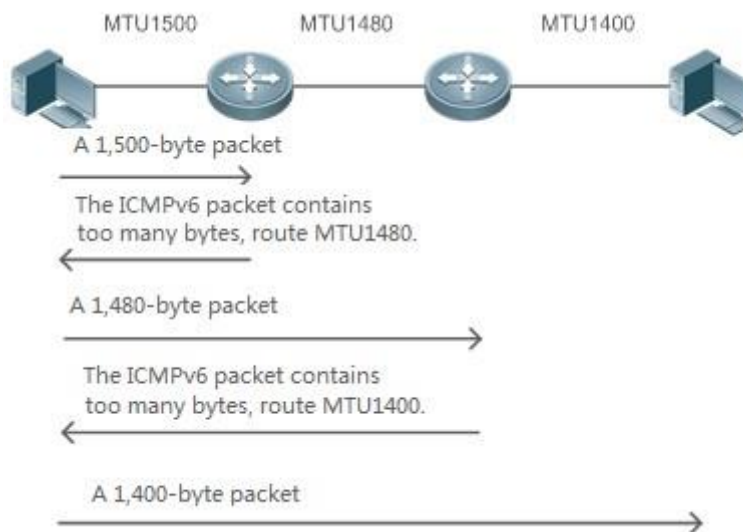 MTU1500 MTU1480 MTU1400
A 1,500-byte packet
The ICMPv6 packet contains
too many bytes, route MTU1480.
A 1,480-byte packet
The ICMPv6 packet contains
too many bytes, route MTU1400.
A 1,400-byte packet